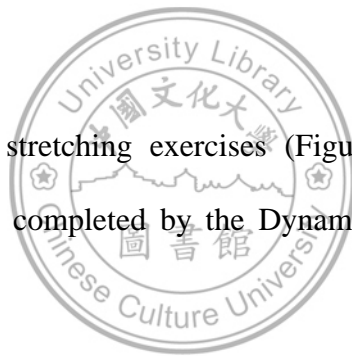 University Library
中國文化大學
stretching exercises (Figu
completed by the Dynam
圖書館
Chinese Culture University